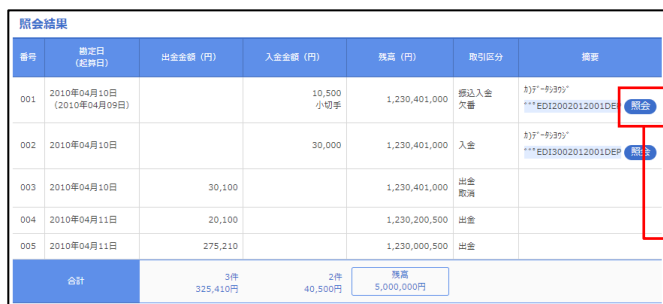 照会結果
番号 勘定日 出金金額（円） 入金金額（円） 残高（円） 取引区分 摘要
（起算日）
001 2010年04月10日 10,500 1,230,401,000 振込入金 カ)デ-タシヨウジ
（2010年04月09日） 小切手 欠番 ***EDI2002012001DEP 照会
002 2010年04月10日 30,000 1,230,401,000 入金 カ)デ-タシヨウジ
***EDI3002012001DEP 照会
003 2010年04月10日 30,100 1,230,401,000 出金
取消
004 2010年04月11日 20,100 1,230,200,500 出金
005 2010年04月11日 275,210 1,230,000,500 出金
合計 3件 2件 残高
325,410円 40,500円 5,000,000円